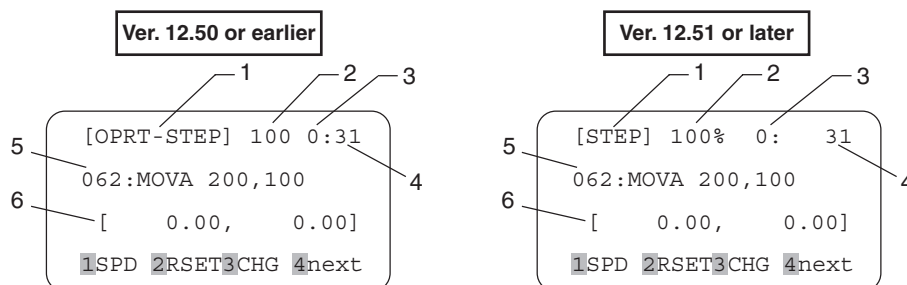 Ver. 12.50 or earlier
1 2 3
[OPRT-STEP] 100 0:31
5
4
062:MOVA 200,100
6
[ 0.00, 0.00]
1SPD 2RSET3CHG 4next
Ver. 12.51 or later
1 2 3
[STEP] 100% 0: 31
5
4
062:MOVA 200,100
6
[ 0.00, 0.00]
1SPD 2RSET3CHG 4next